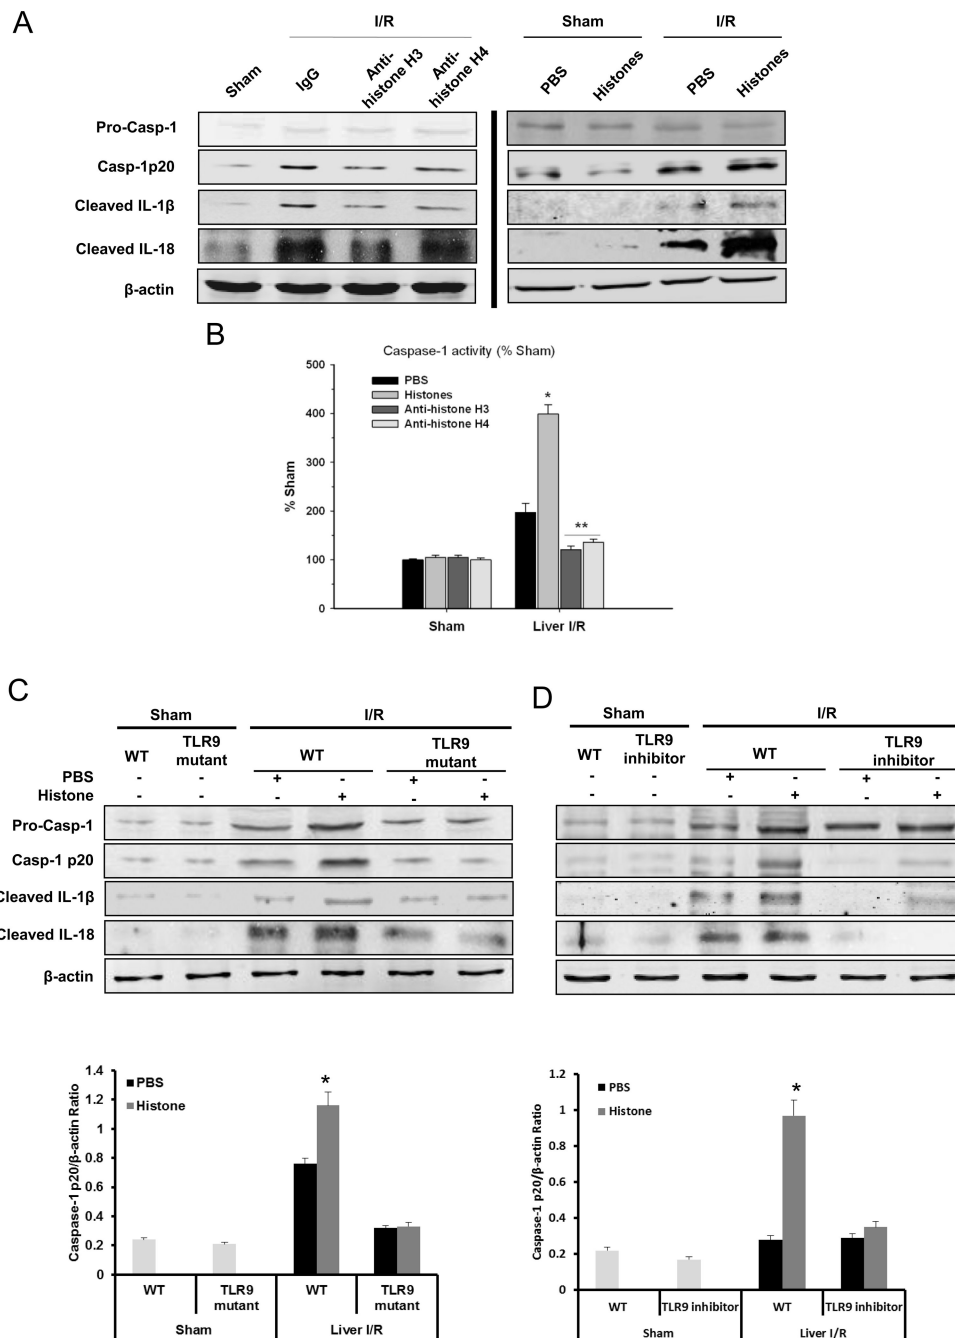 A
I/R
Sham
I/R
Sham
IgG
Anti-
histone H3
Anti-
histone H4
PBS
Histones
PBS
Histones
Pro-Casp-1
Casp-1p20
Cleaved IL-1β
Cleaved IL-18
β-actin
B
Caspase-1 activity (% Sham)
500
400
300
200
100
0
% Sham
PBS
Histones
Anti-histone H3
Anti-histone H4
*
**
Sham
Liver I/R
C
Sham
I/R
WT
TLR9
mutant
WT
TLR9
mutant
PBS - - + - + -
Histone - - - + - +
Pro-Casp-1
Casp-1 p20
Cleaved IL-1β
Cleaved IL-18
β-actin
1.4
1.2
1
0.8
0.6
0.4
0.2
0
Caspase-1 p20/β-actin Ratio
PBS
Histone
*
WT
TLR9
mutant
WT
TLR9
mutant
Sham
Liver I/R
D
Sham
I/R
WT
TLR9
inhibitor
WT
TLR9
inhibitor
- - + - + -
- - - + - +
1.2
1
0.8
0.6
0.4
0.2
0
Caspase-1 p20/β-actin Ratio
PBS
Histone
*
WT
TLR9 inhibitor
WT
TLR9 inhibitor
Sham
Liver I/R